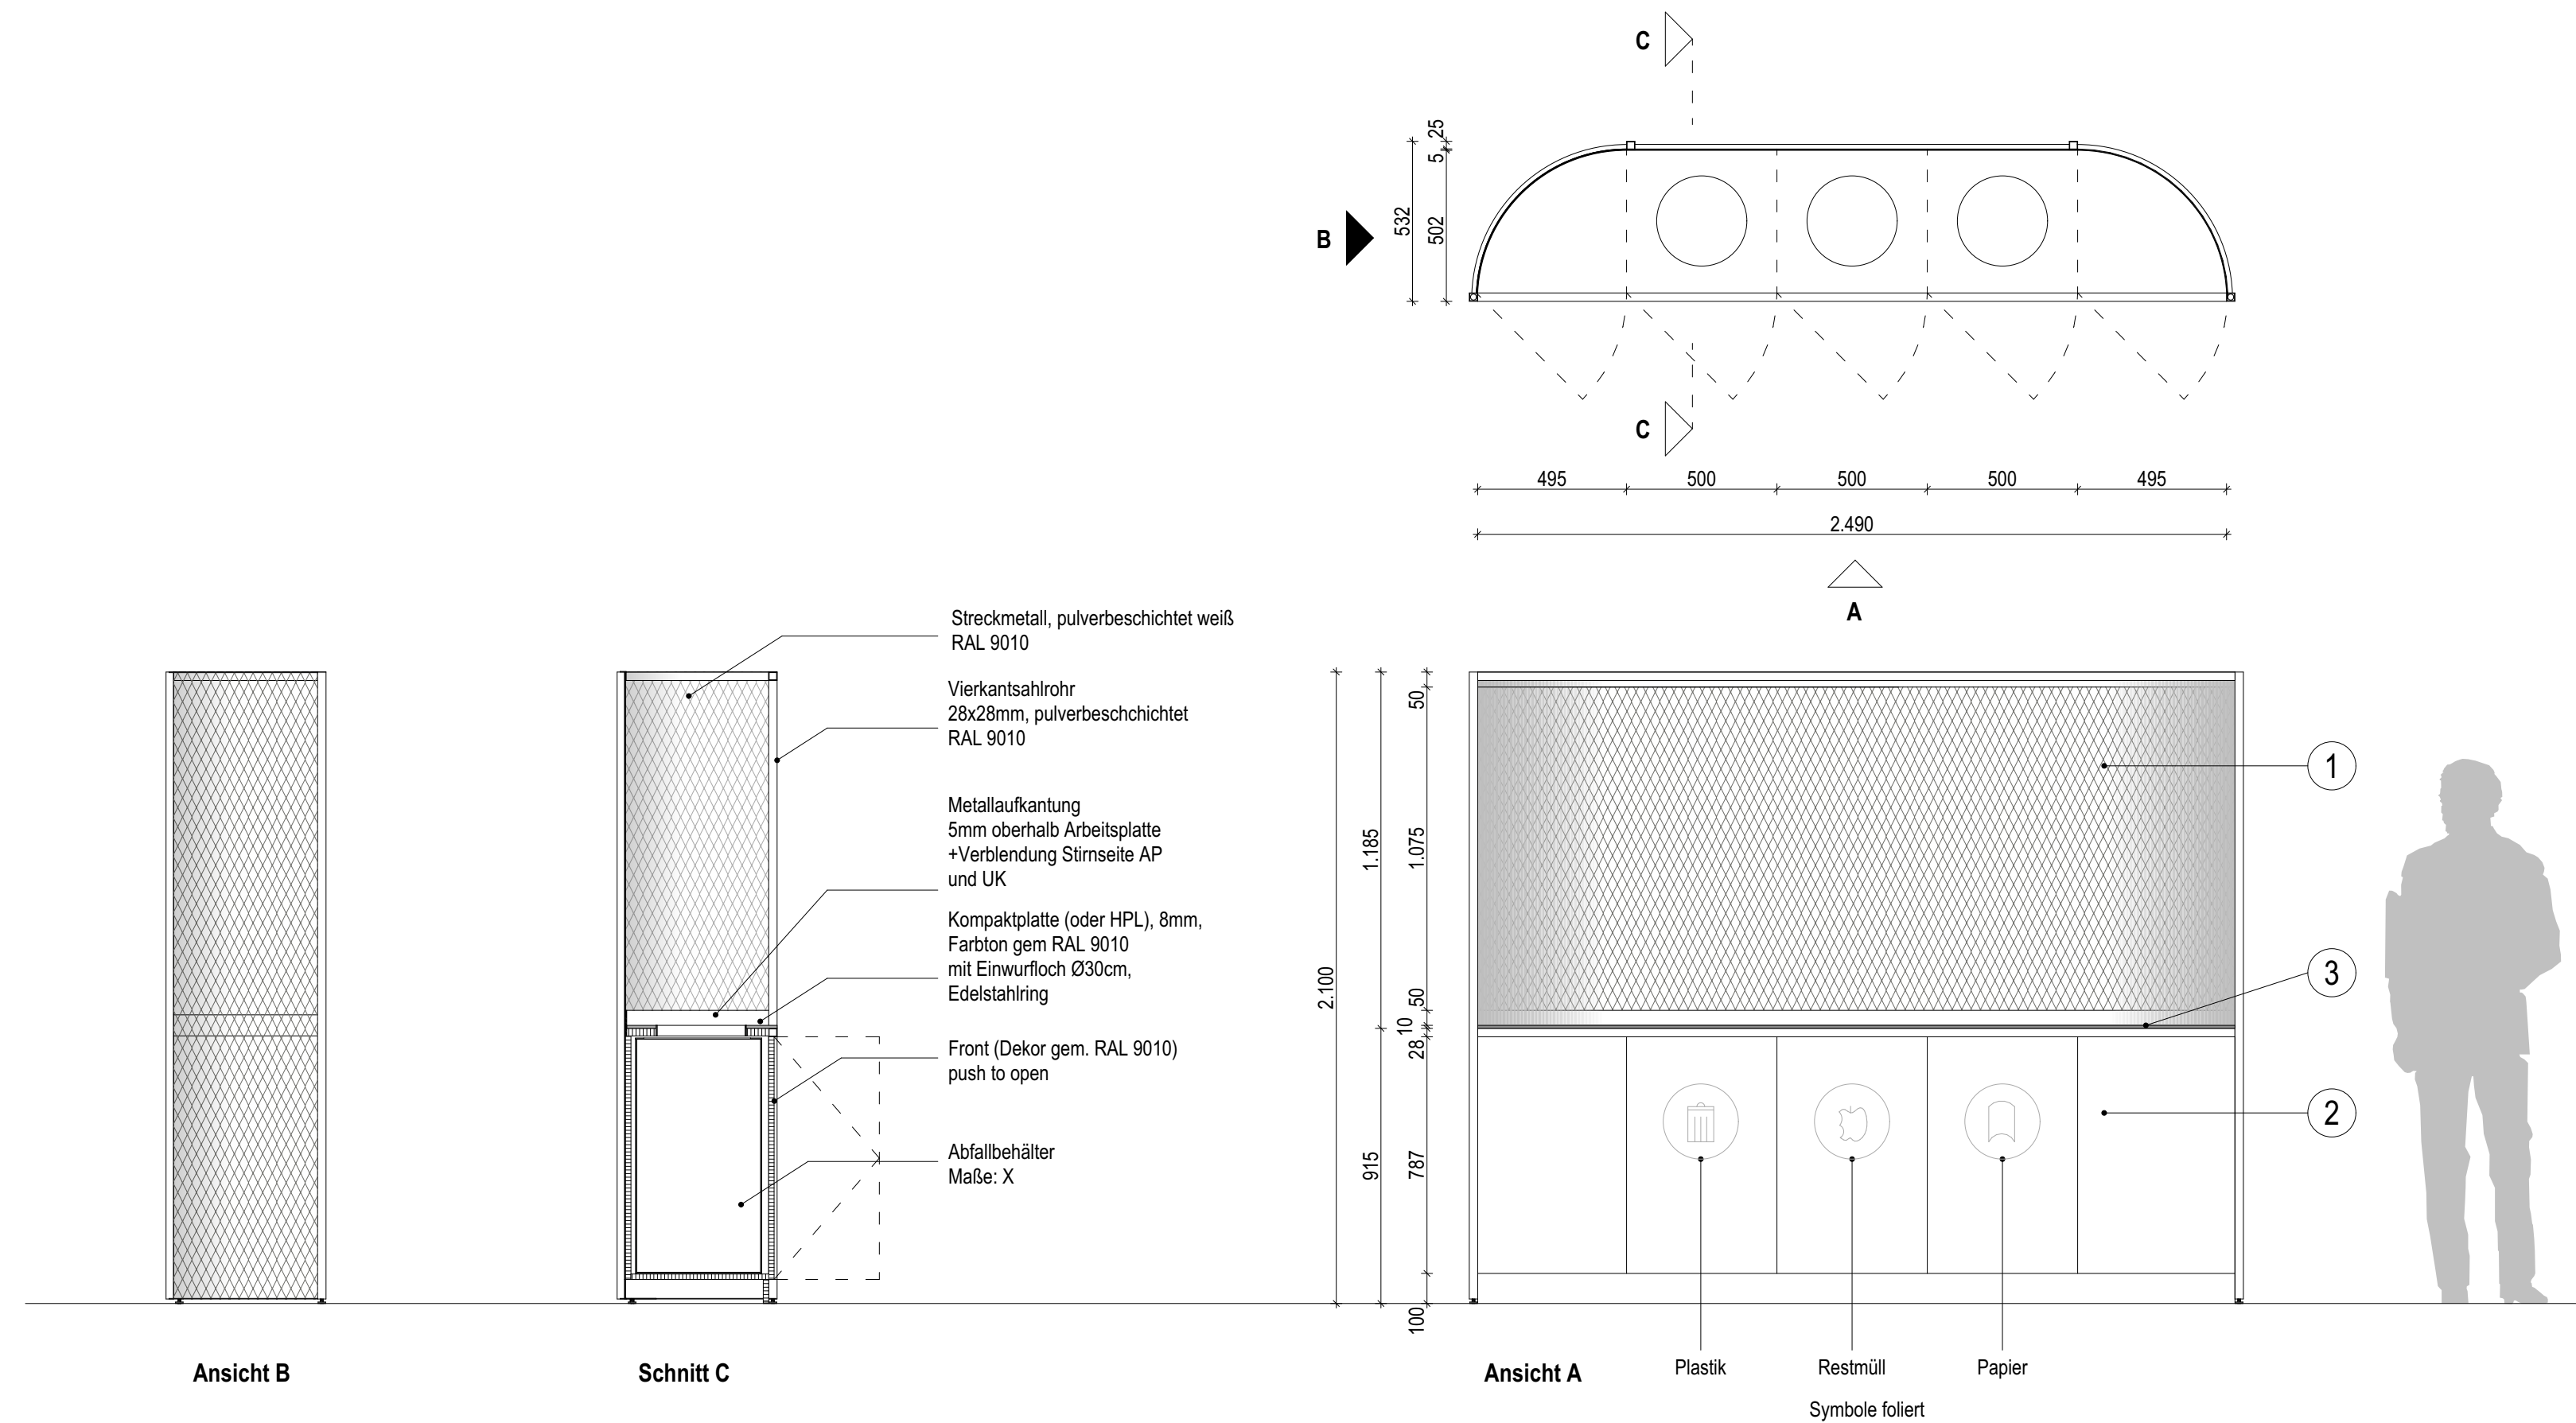 C
25
5
532
502
B
C
495
500
500
500
495
2.490
A
Streckmetall, pulverbeschichtet weiß
RAL 9010
Vierkantsahlrohr
28x28mm, pulverbeschchichtet
RAL 9010
Metallaufkantung
5mm oberhalb Arbeitsplatte
+Verblendung Stirnseite AP
und UK
Kompaktplatte (oder HPL), 8mm,
Farbton gem RAL 9010
mit Einwurfloch Ø30cm,
Edelstahlring
Front (Dekor gem. RAL 9010)
push to open
Abfallbehälter
Maße: X
2.100
1.185
915
50
1.075
50
10
28
787
100
1
3
2
Ansicht B
Schnitt C
Ansicht A
Plastik
Restmüll
Papier
Symbole foliert